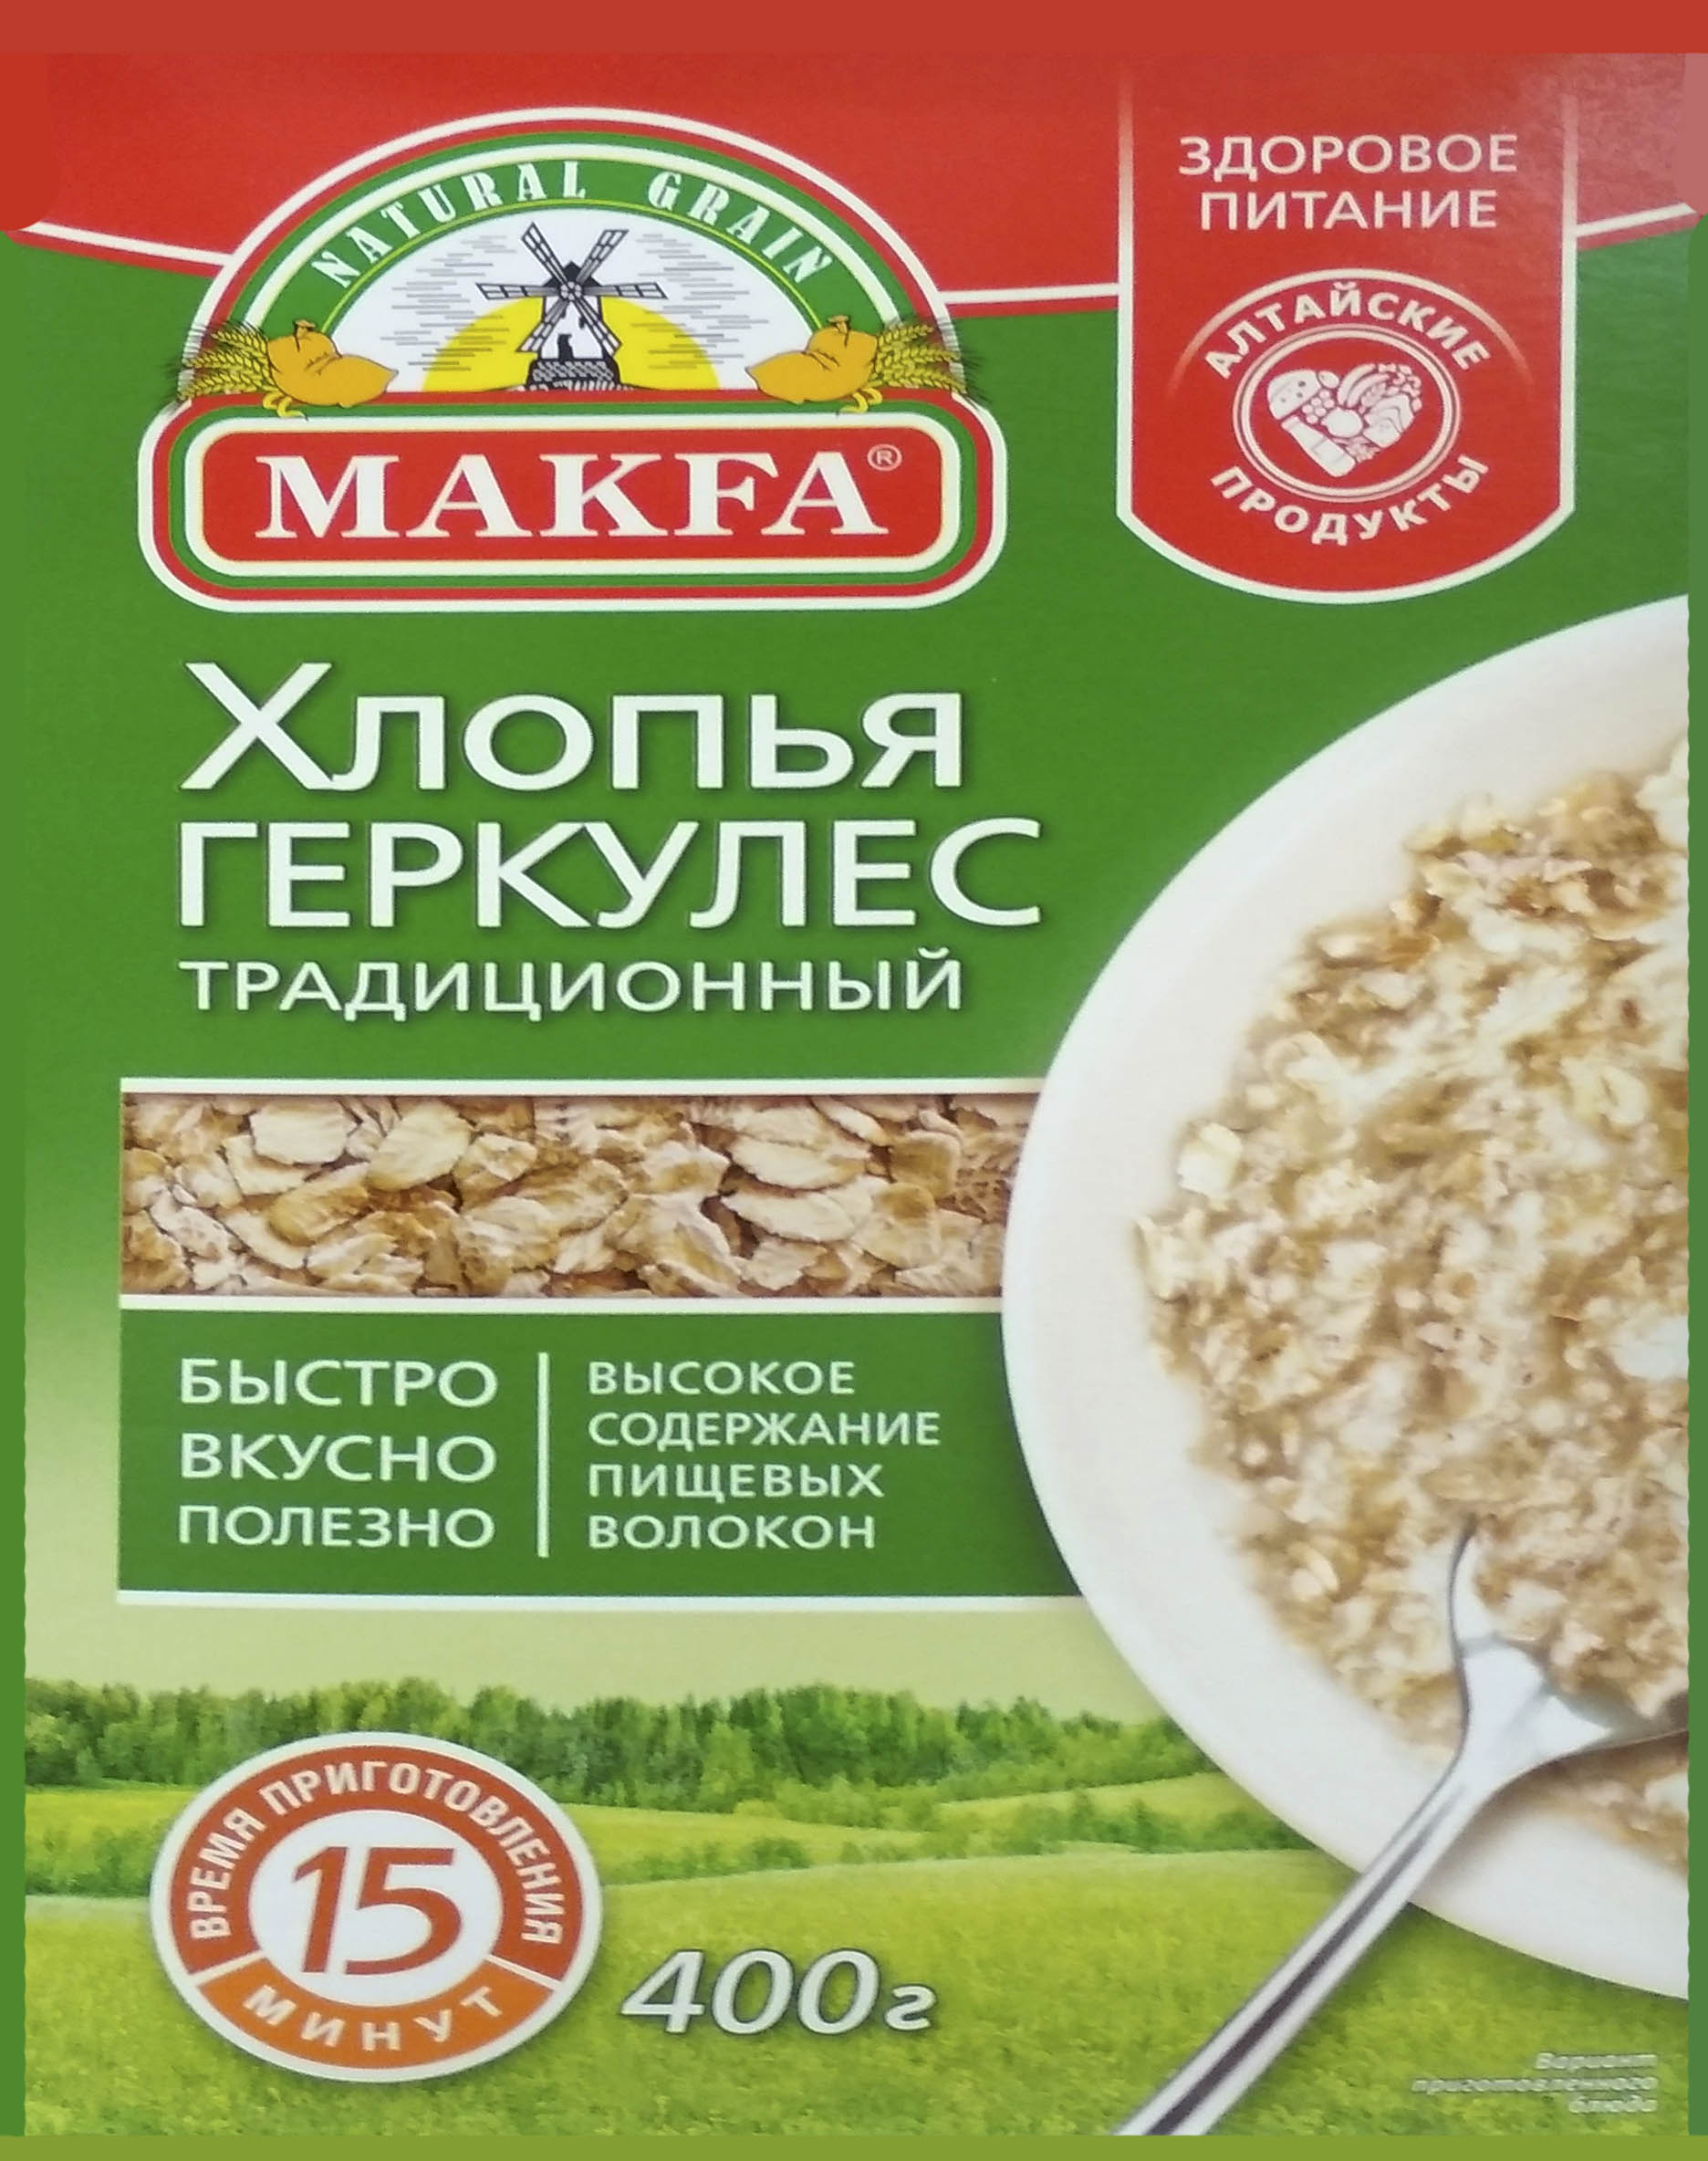 NATURAL GRAIN
MAKFA®
ЗДОРОВОЕ
ПИТАНИЕ
АЛТАЙСКИЕ
ПРОДУКТЫ
ХЛОПЬЯ
ГЕРКУЛЕС
ТРАДИЦИОННЫЙ
БЫСТРО
ВКУСНО
ПОЛЕЗНО
ВЫСОКОЕ
СОДЕРЖАНИЕ
ПИЩЕВЫХ
ВОЛОКОН
ВРЕМЯ ПРИГОТОВЛЕНИЯ
15
МИНУТ
400г
Вариант
приготовленного
блюда